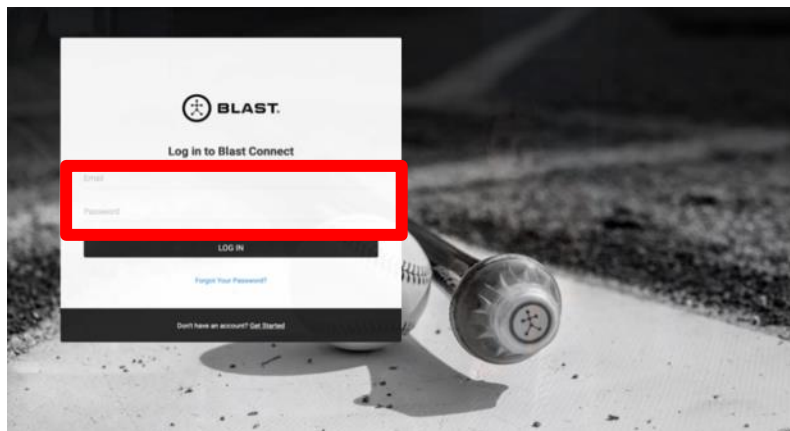 BLAST.
Log in to Blast Connect
Email
Password
LOG IN
Forgot Your Password?
Don't have an account? Get Started